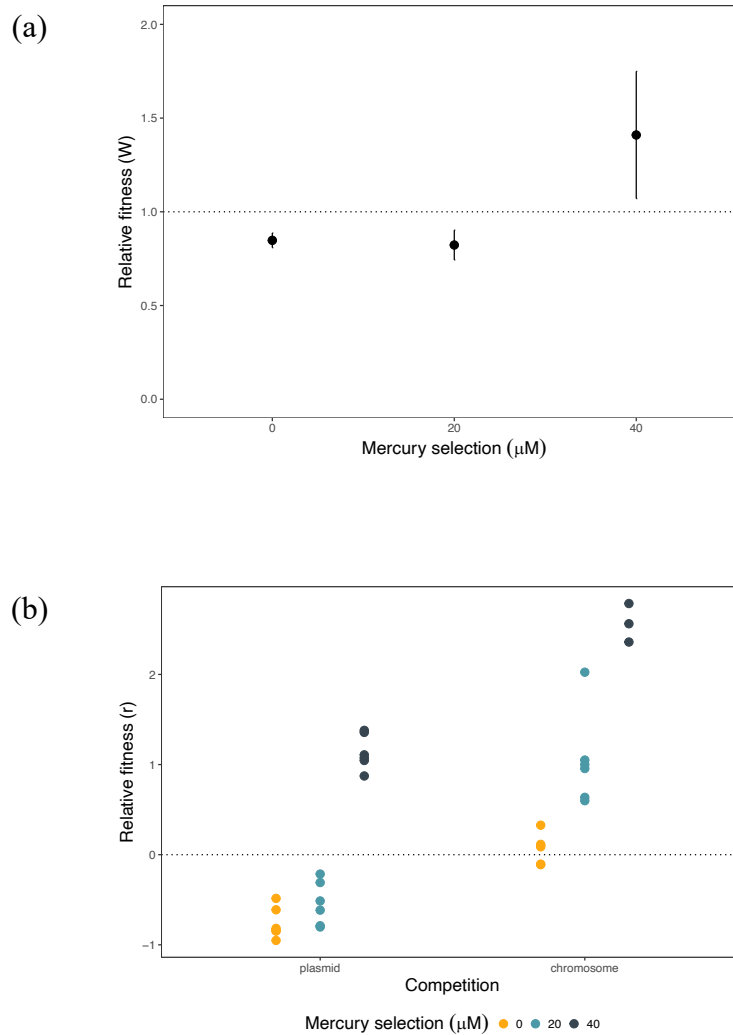 (a)
2.0
1.5
1.0
0.5
0.0
Relative fitness (W)
0
20
40
Mercury selection (μM)
(b)
2
1
0
−1
Relative fitness (r)
plasmid
chromosome
Competition
Mercury selection (μM) 0 20 40